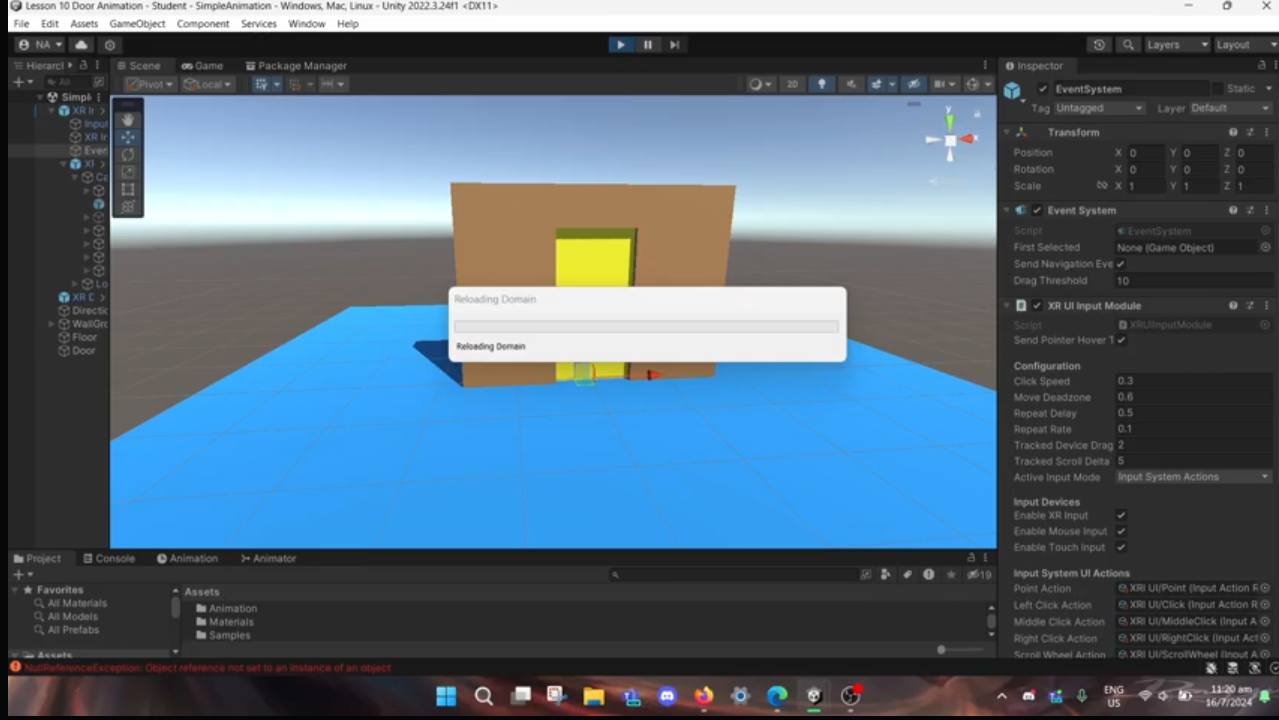 Lesson 10 Door Animation - Student - SimpleAnimation - Windows, Mac, Linux - Unity 2022.3.24f1 <DX11>
File Edit Assets GameObject Component Services Window Help
NA Layers Layout
Hierarcl Scene Game Package Manager Inspector
All Pivot Local 2D EventSystem Static
Tag Untagged Layer Default
Simpl
XR Ir
Input
XR In
Even
XI
Ca
Lo
XR D
Directic
WallGrc
Floor
Door
y
x
Transform
Position X 0 Y 0 Z 0
Rotation X 0 Y 0 Z 0
Scale X 1 Y 1 Z 1
Event System
Script EventSystem
First Selected None (Game Object)
Send Navigation Eve
Drag Threshold 10
Reloading Domain
Reloading Domain
XR UI Input Module
Script XRUIInputModule
Send Pointer Hover T
Configuration
Click Speed 0.3
Move Deadzone 0.6
Repeat Delay 0.5
Repeat Rate 0.1
Tracked Device Drag 2
Tracked Scroll Delta 5
Active Input Mode Input System Actions
Input Devices
Enable XR Input
Enable Mouse Input
Enable Touch Input
Input System UI Actions
Point Action XRI UI/Point (Input Action R
Left Click Action XRI UI/Click (Input Action R
Middle Click Action XRI UI/MiddleClick (Input A
Right Click Action XRI UI/RightClick (Input Act
Scroll Wheel Action XRI UI/ScrollWheel (Input A
Project Console Animation Animator
19
Favorites
All Materials
All Models
All Prefabs
Assets
Assets
Animation
Materials
Samples
NullReferenceException: Object reference not set to an instance of an object
ENG
US
11:20 am
16/7/2024